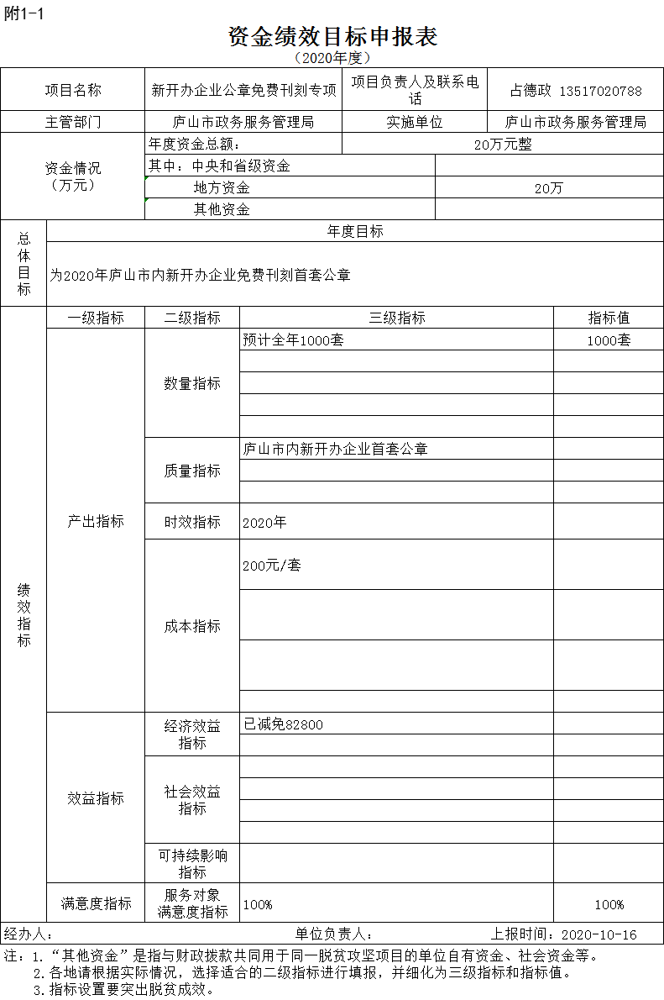 附1-1
资金绩效目标申报表
（2020年度）
项目名称 新开办企业公章免费刊刻专项 项目负责人及联系电话 占德政 13517020788
主管部门 庐山市政务服务管理局 实施单位 庐山市政务服务管理局
资金情况（万元） 年度资金总额： 20万元整
其中：中央和省级资金
地方资金 20万
其他资金
总体目标 年度目标
为2020年庐山市内新开办企业免费刊刻首套公章
绩效指标 一级指标 二级指标 三级指标 指标值
产出指标 数量指标 预计全年1000套 1000套
质量指标 庐山市内新开办企业首套公章
时效指标 2020年
成本指标 200元/套
效益指标 经济效益指标 已减免82800
社会效益指标
可持续影响指标
满意度指标 服务对象满意度指标 100% 100%
经办人： 单位负责人： 上报时间：2020-10-16
注：1.“其他资金”是指与财政拨款共同用于同一脱贫攻坚项目的单位自有资金、社会资金等。
2.各地请根据实际情况，选择适合的二级指标进行填报，并细化为三级指标和指标值。
3.指标设置要突出脱贫成效。